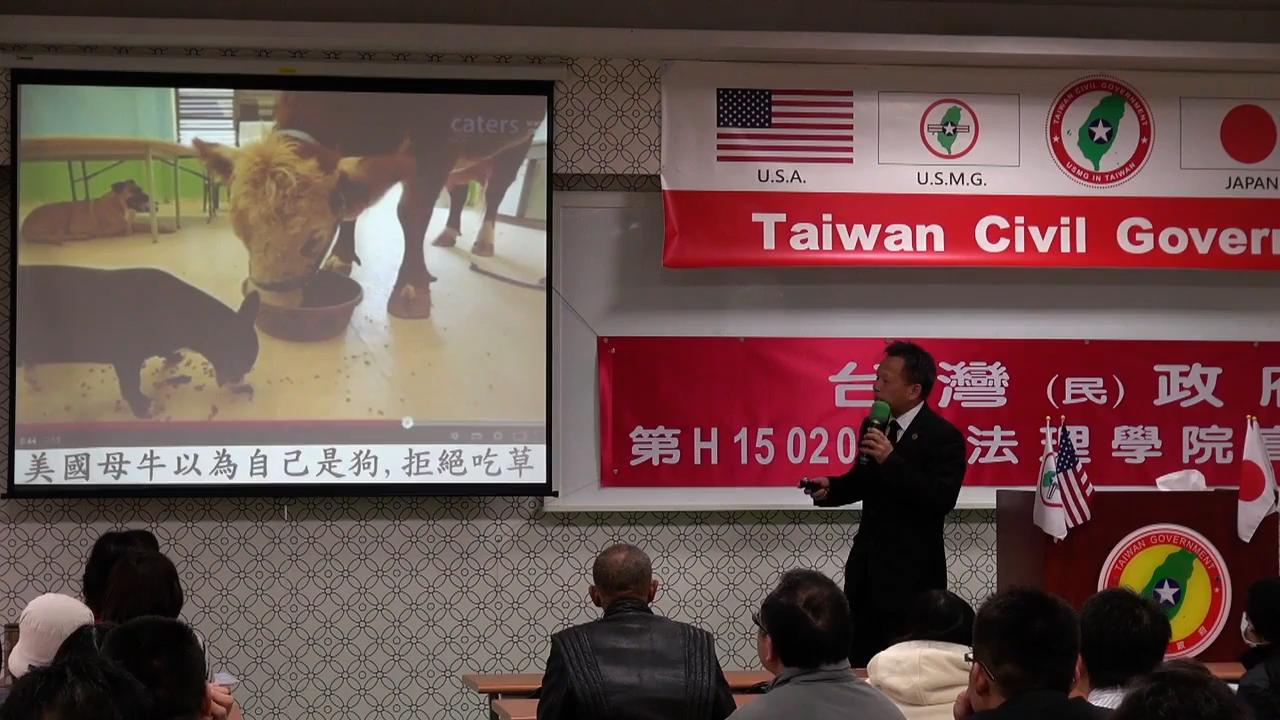 caters
美國母牛以為自己是狗,拒絕吃草
U.S.A.
U.S.M.G.
TAIWAN CIVIL GOVERNMENT
USMG IN TAIWAN
JAPAN
Taiwan Civil Govern
台灣(民)政府
第H15020
法理學院
TAIWAN GOVERNMENT